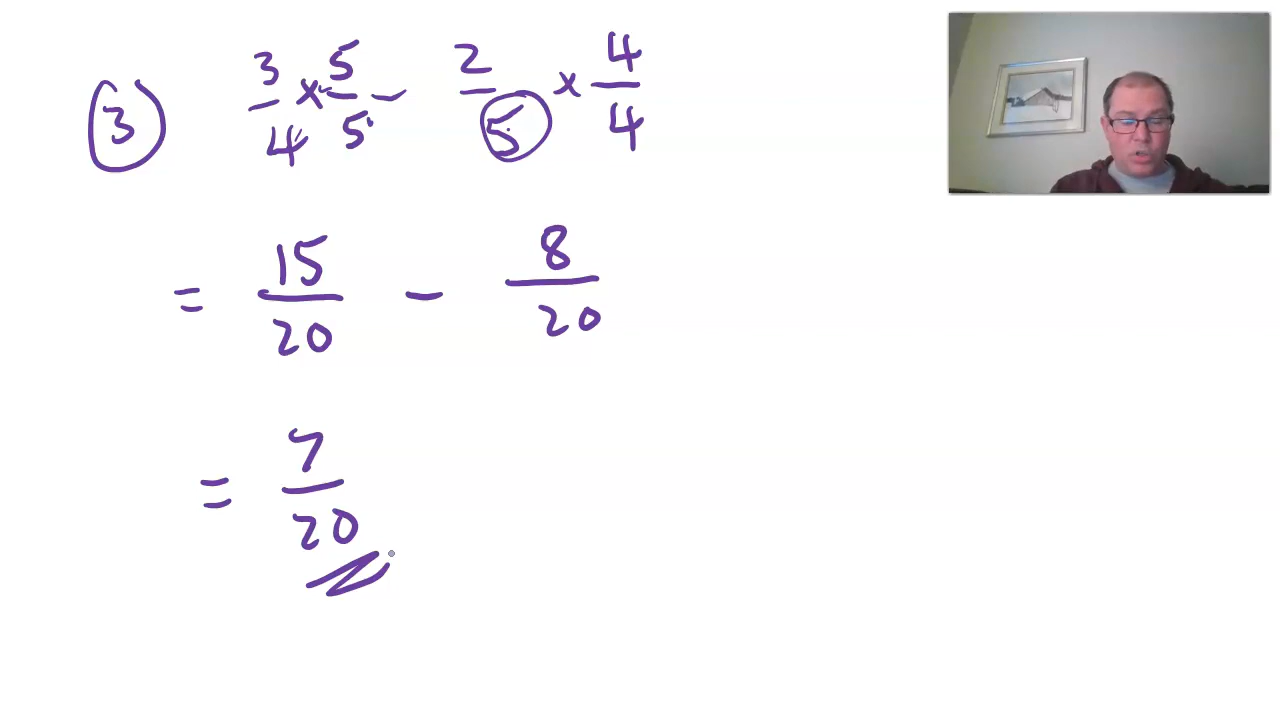 ③ 3/4 × 5/5 - 2/5 × 4/4
= 15/20 - 8/20
= 7/20